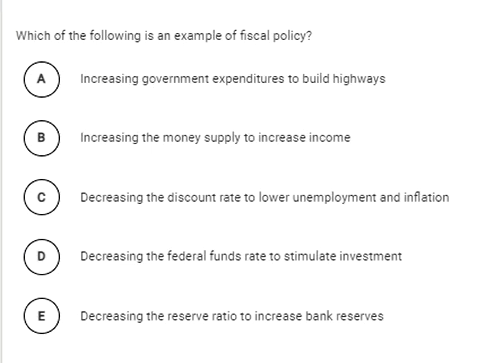 Which of the following is an example of fiscal policy?
A Increasing government expenditures to build highways
B Increasing the money supply to increase income
C Decreasing the discount rate to lower unemployment and inflation
D Decreasing the federal funds rate to stimulate investment
E Decreasing the reserve ratio to increase bank reserves